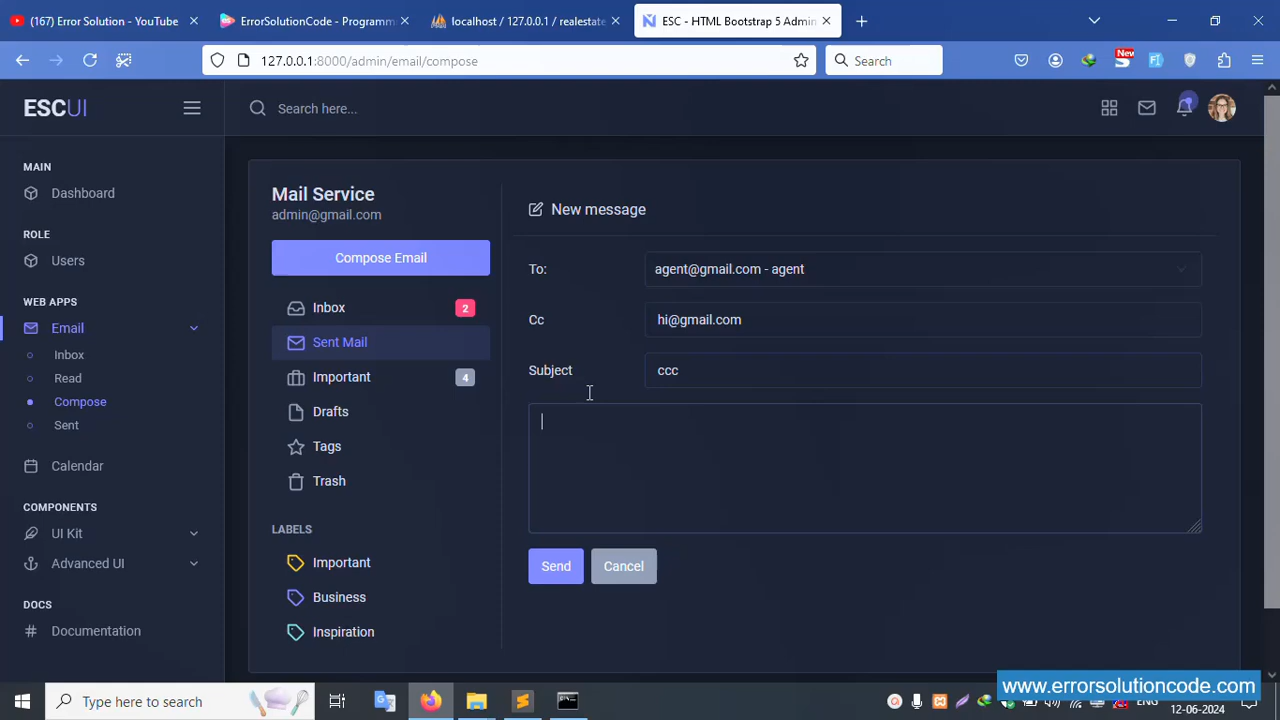 (167) Error Solution - YouTube
ErrorSolutionCode - Programm
localhost / 127.0.0.1 / realestate
ESC - HTML Bootstrap 5 Admin
127.0.0.1:8000/admin/email/compose
Search
New
ESCUI
Search here...
MAIN
Dashboard
ROLE
Users
WEB APPS
Email
Inbox
Read
Compose
Sent
Calendar
COMPONENTS
UI Kit
Advanced UI
DOCS
Documentation
Mail Service
admin@gmail.com
Compose Email
Inbox 2
Sent Mail
Important 4
Drafts
Tags
Trash
LABELS
Important
Business
Inspiration
New message
To: agent@gmail.com - agent
Cc hi@gmail.com
Subject ccc
Send Cancel
www.errorsolutioncode.com
Type here to search
ENG
12-06-2024